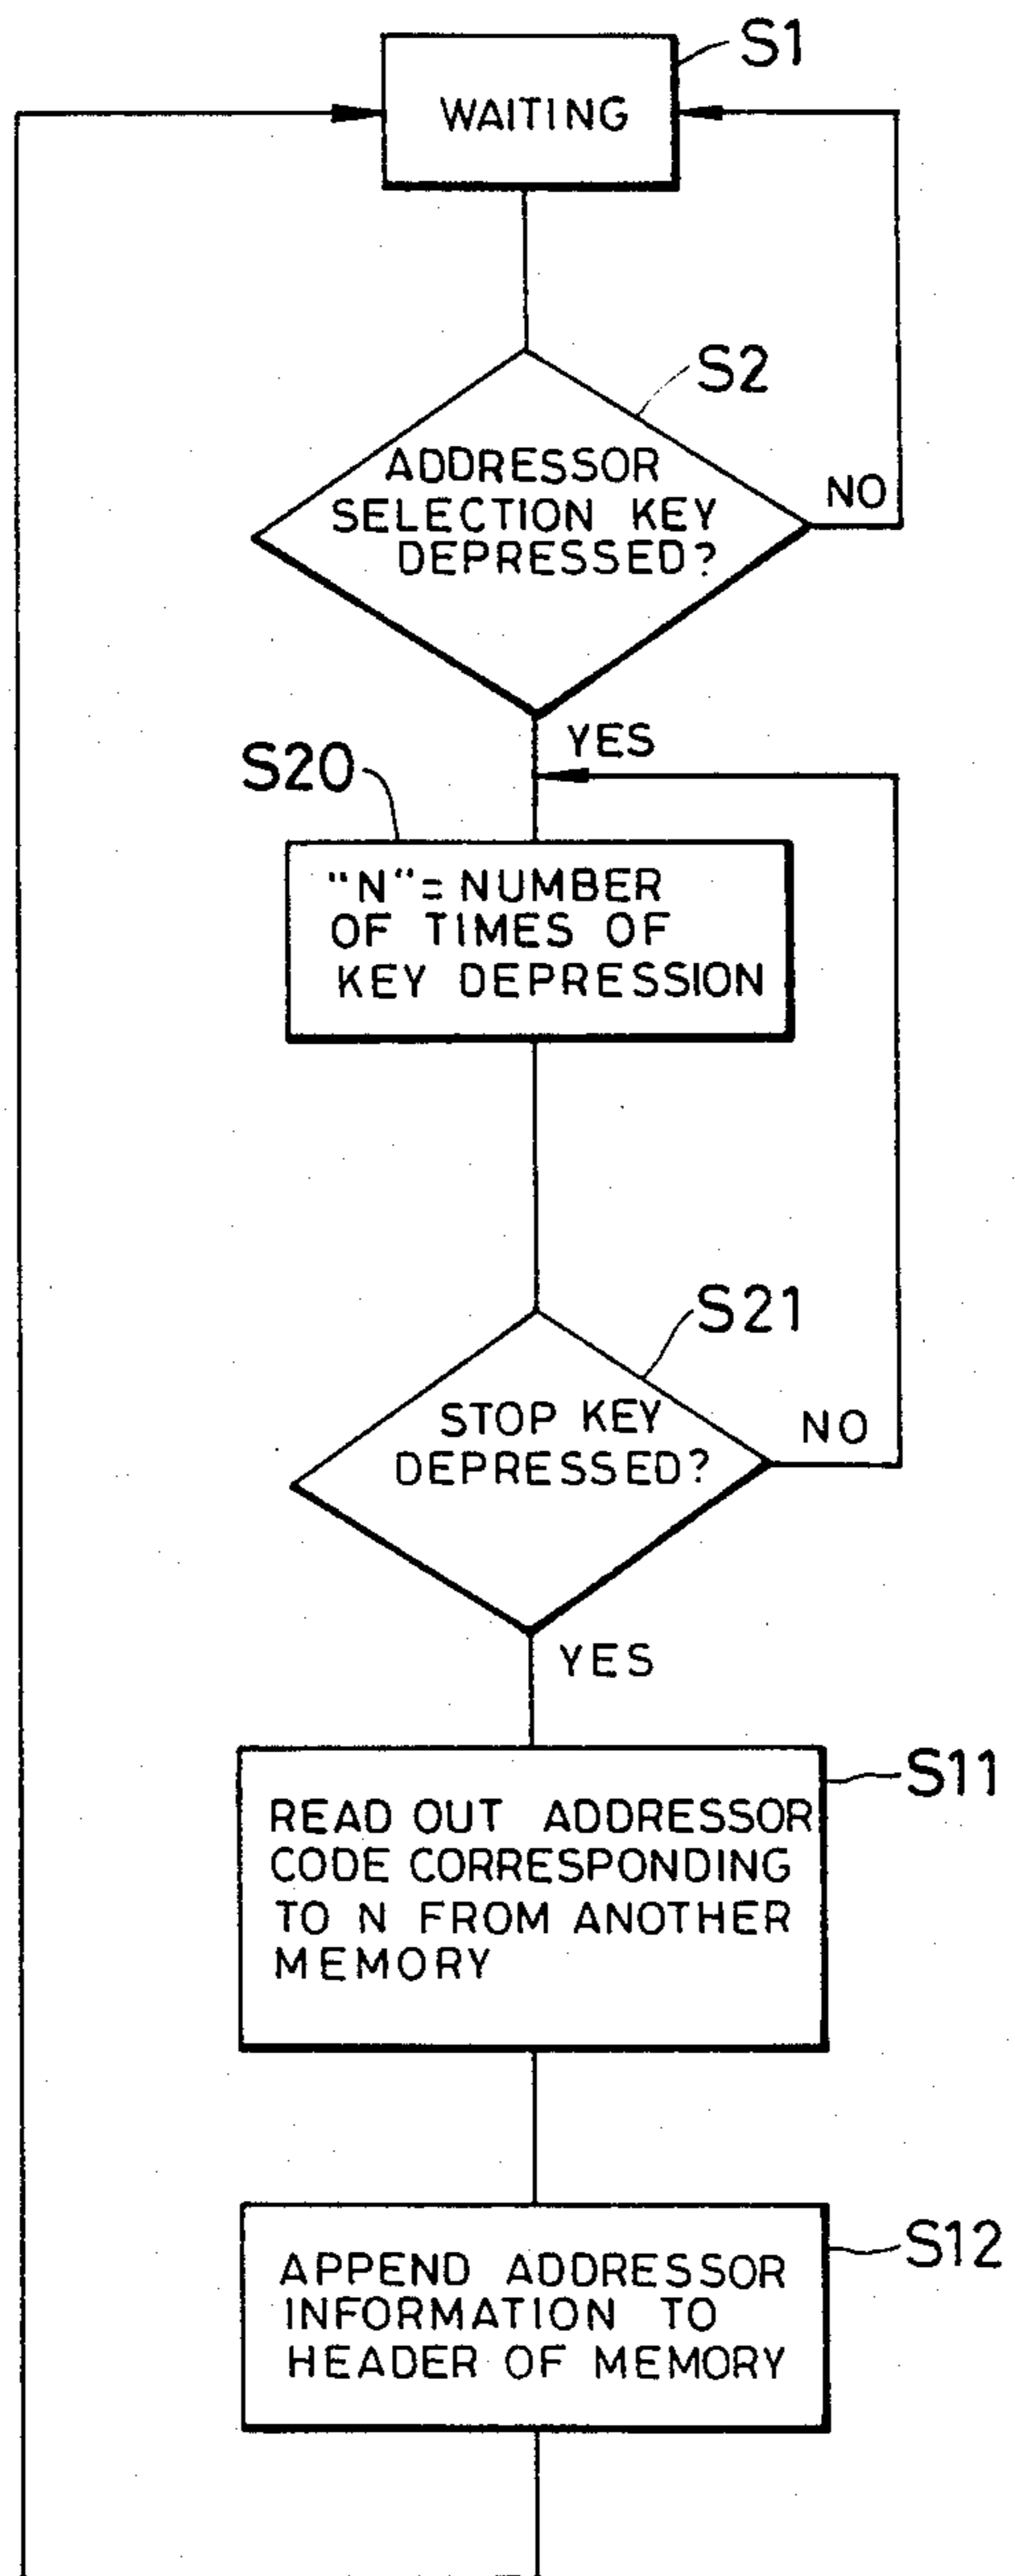 S1
WAITING
S2
ADDRESSOR
SELECTION KEY
DEPRESSED?
NO
YES
S20
"N"= NUMBER
OF TIMES OF
KEY DEPRESSION
S21
STOP KEY
DEPRESSED?
NO
YES
S11
READ OUT ADDRESSOR
CODE CORRESPONDING
TO N FROM ANOTHER
MEMORY
S12
APPEND ADDRESSOR
INFORMATION TO
HEADER OF MEMORY